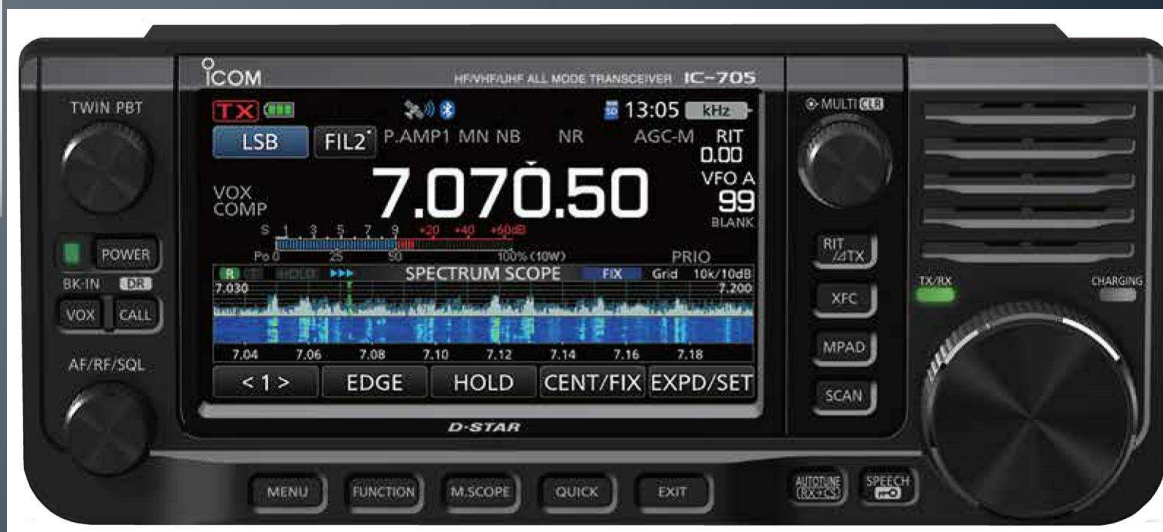 ICOM
HF/VHF/UHF ALL MODE TRANSCEIVER IC-705
TWIN PBT
TX 13:05 kHz
MULTI CLR
LSB FIL2 P.AMP1 MN NB NR AGC-M RIT
0.00
VOX
COMP
7.070.50
VFO A
99
BLANK
S 1 3 5 7 9 +20 +40 +60dB
Po 0 25 50 100% (10W) PRIO
POWER
RIT
/⊿TX
R T HOLD SPECTRUM SCOPE FIX Grid 10k/10dB
7.030 7.200
TX/RX
CHARGING
BK-IN DR
VOX CALL
XFC
7.04 7.06 7.08 7.10 7.12 7.14 7.16 7.18
MPAD
AF/RF/SQL
< 1 > EDGE HOLD CENT/FIX EXPD/SET
SCAN
D-STAR
MENU FUNCTION M.SCOPE QUICK EXIT
AUTOTUNE
(RX→CS)
SPEECH